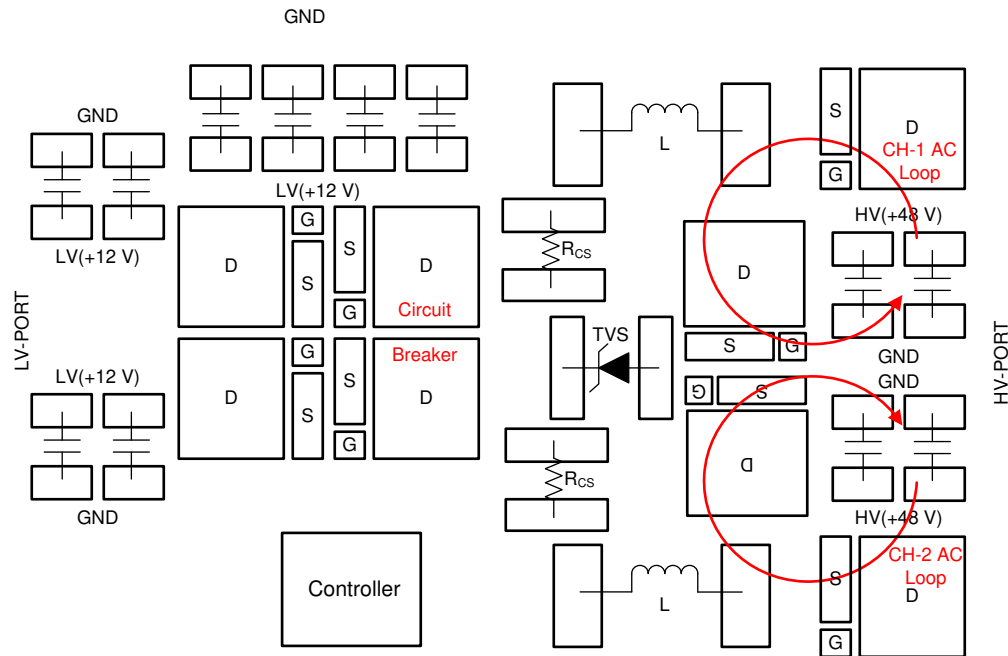 GND
GND
LV(+12 V)
LV(+12 V)
LV-PORT
LV(+12 V)
GND
D
G
S
S
G
D
Circuit
D
G
S
S
G
Breaker
D
Controller
L
RCS
TVS
RCS
L
S
G
D
CH-1 AC
Loop
HV(+48 V)
D
S
G
GND
GND
G
S
D
HV(+48 V)
HV-PORT
S
G
CH-2 AC
Loop
D